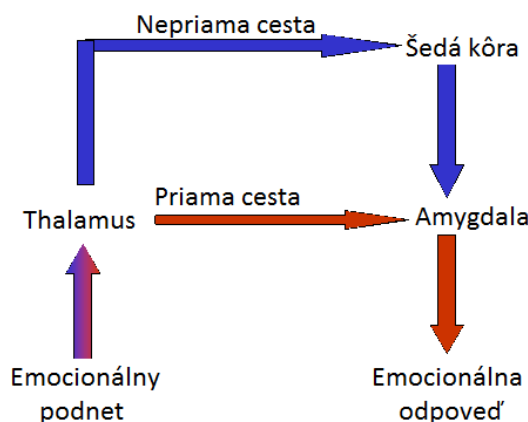 Nepriama cesta
Šedá kôra
Priama cesta
Thalamus
Amygdala
Emocionálny
podnet
Emocionálna
odpoveď